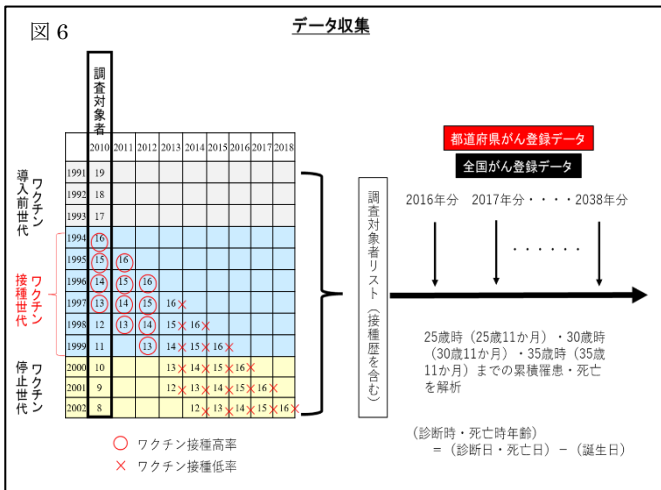 図 6
データ収集
調査対象者
2010 2011 2012 2013 2014 2015 2016 2017 2018
ワクチン導入前世代
1991 19
1992 18
1993 17
ワクチン接種世代
1994 16
1995 15 16
1996 14 15 16
1997 13 14 15 16×
1998 12 13 14 15×14×
1999 11 13 14×15×16×
ワクチン停止世代
2000 10 13×14×15×16×
2001 9 12×13×14×15×16×
2002 8 12×13×14×15×16×
○ ワクチン接種高率
× ワクチン接種低率
調査対象者リスト（接種歴を含む）
都道府県がん登録データ
全国がん登録データ
2016年分 2017年分・・・・2038年分
・・・・・・
25歳時（25歳11か月）・30歳時
（30歳11か月）・35歳時（35歳
11か月）までの累積罹患・死亡
を解析
（診断時・死亡時年齢）
＝（診断日・死亡日）－（誕生日）